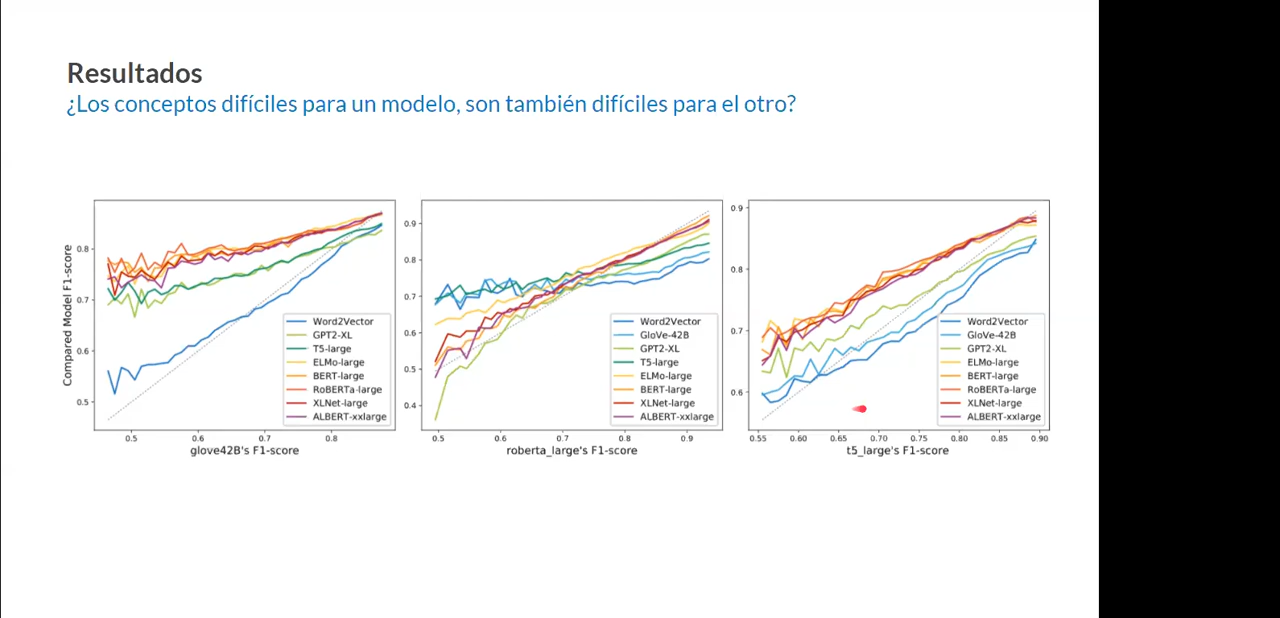 Resultados
¿Los conceptos difíciles para un modelo, son también difíciles para el otro?
Compared Model F1-score
0.8
0.7
0.6
0.5
0.5 0.6 0.7 0.8
glove42B's F1-score
Word2Vector
GPT2-XL
T5-large
ELMo-large
BERT-large
RoBERTa-large
XLNet-large
ALBERT-xxlarge
0.9
0.8
0.7
0.6
0.5
0.4
0.5 0.6 0.7 0.8 0.9
roberta_large's F1-score
Word2Vector
GloVe-42B
GPT2-XL
T5-large
ELMo-large
BERT-large
XLNet-large
ALBERT-xxlarge
0.9
0.8
0.7
0.6
0.55 0.60 0.65 0.70 0.75 0.80 0.85 0.90
t5_large's F1-score
Word2Vector
GloVe-42B
GPT2-XL
ELMo-large
BERT-large
RoBERTa-large
XLNet-large
ALBERT-xxlarge